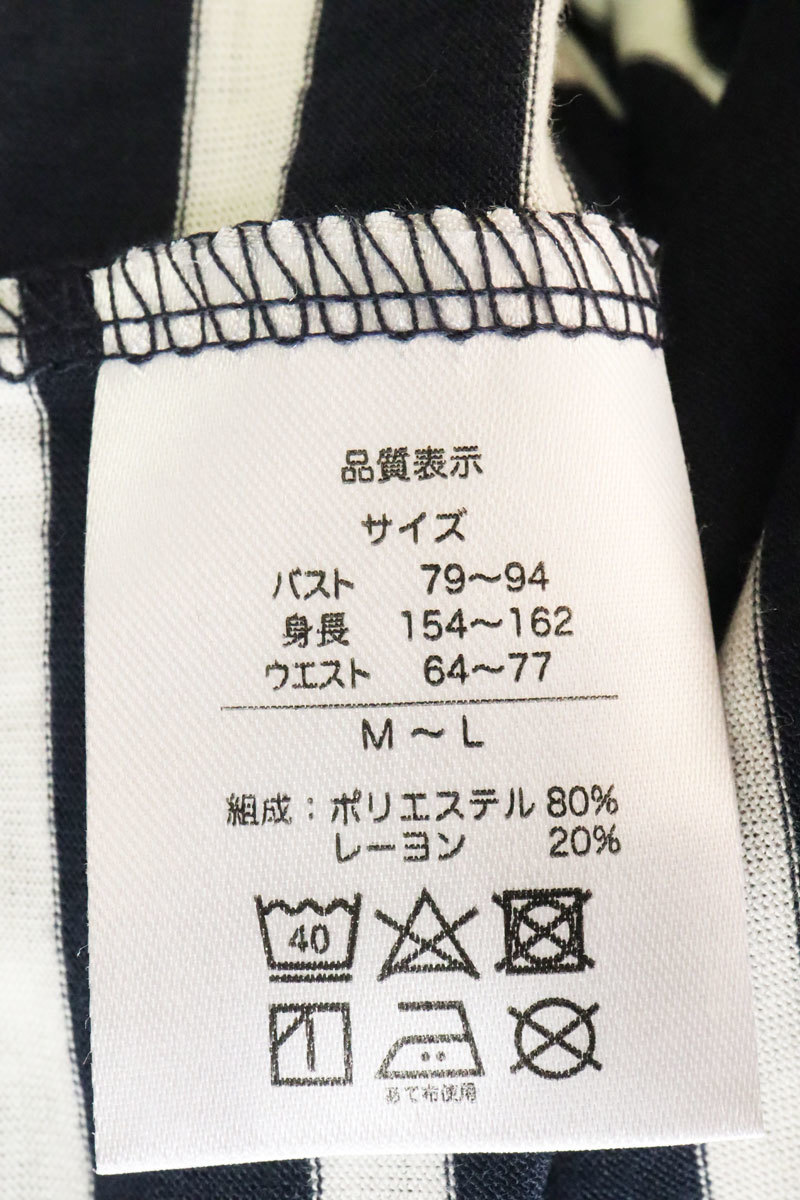 品質表示
サイズ
バスト 79～94
身長 154～162
ウエスト 64～77
M～L
組成：ポリエステル 80%
レーヨン 20%
40
あて布使用